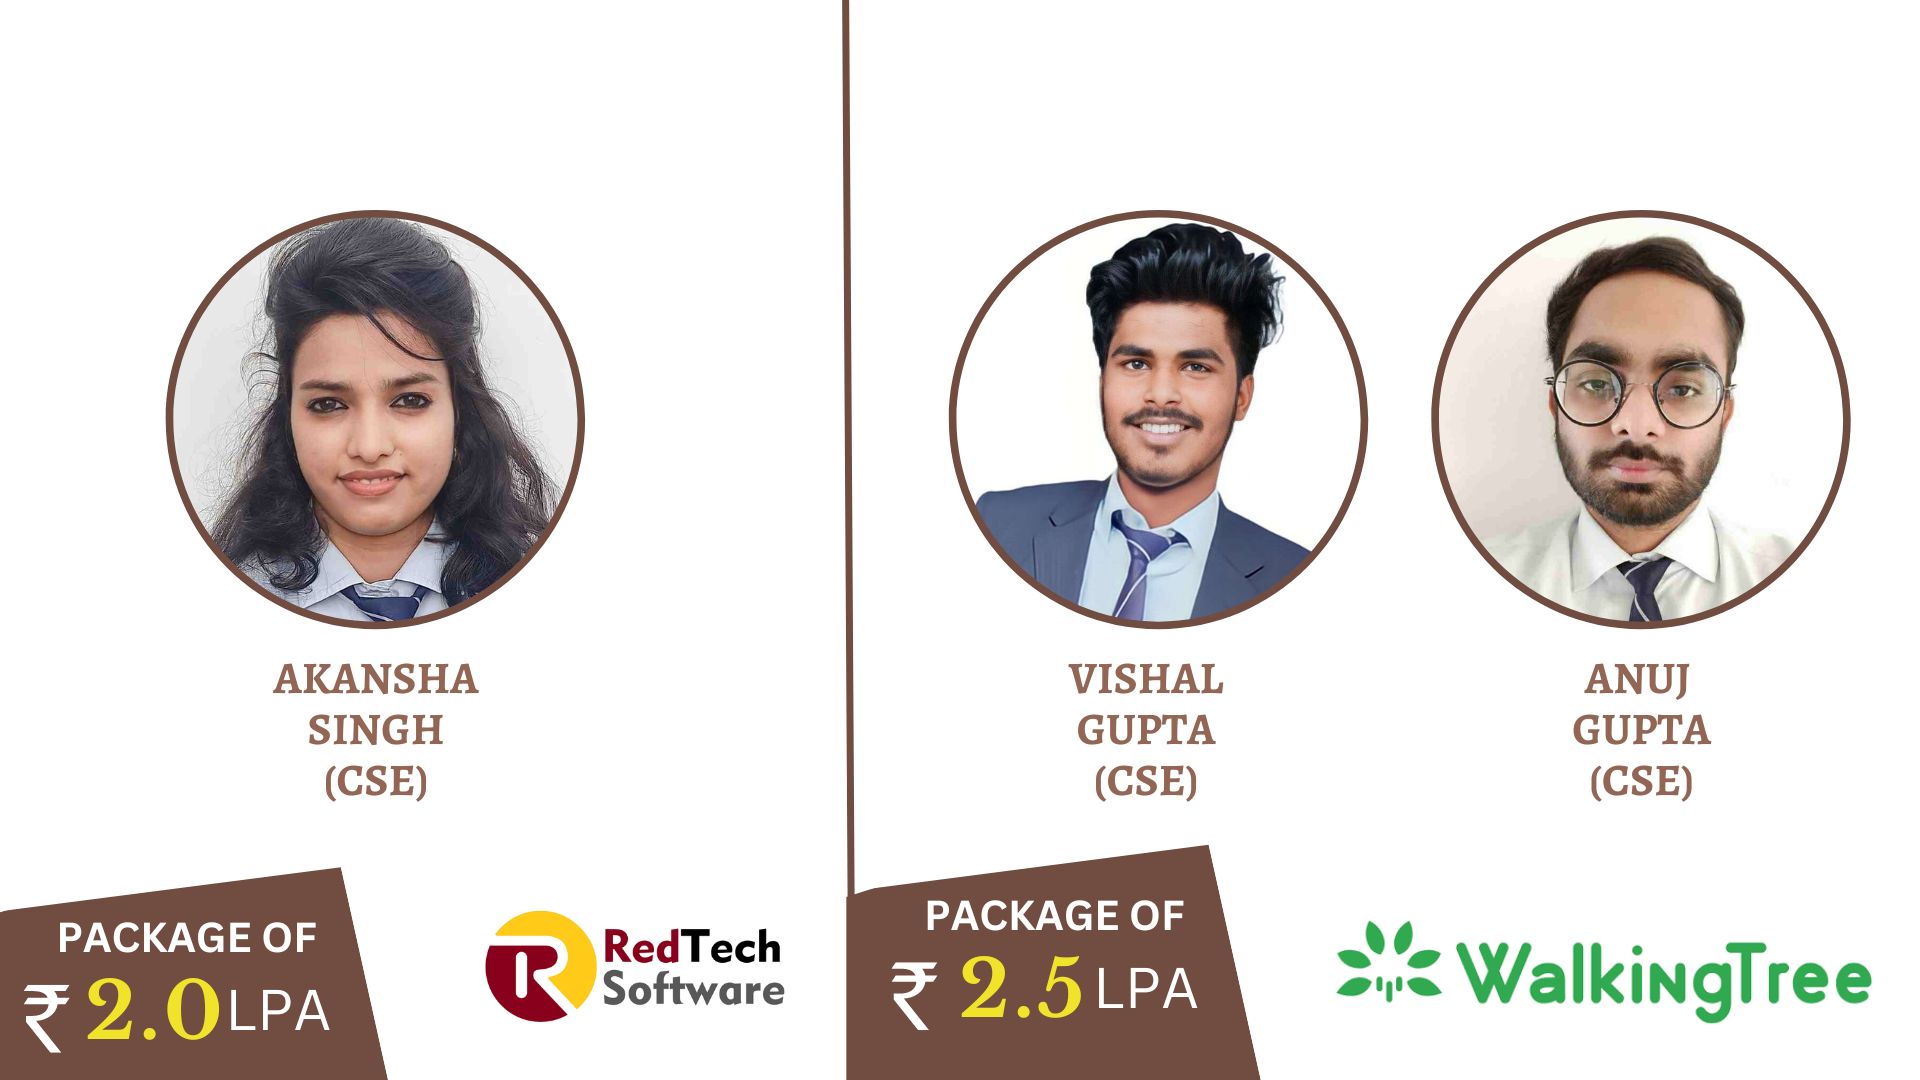 AKANSHA
SINGH
(CSE)
PACKAGE OF
₹ 2.0 LPA
RedTech
Software
VISHAL
GUPTA
(CSE)
ANUJ
GUPTA
(CSE)
PACKAGE OF
₹ 2.5 LPA
WalkingTree